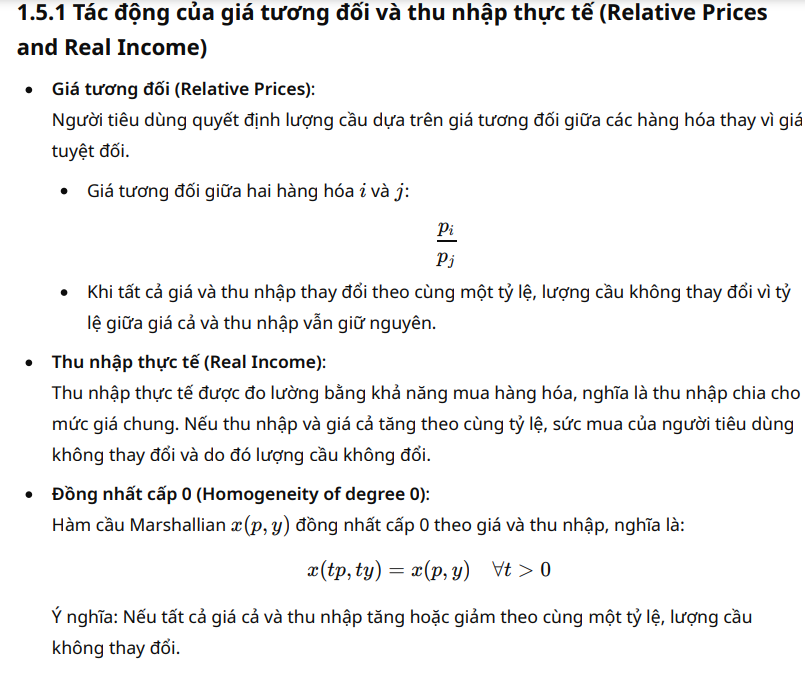 1.5.1 Tác động của giá tương đối và thu nhập thực tế (Relative Prices
and Real Income)
• Giá tương đối (Relative Prices):
Người tiêu dùng quyết định lượng cầu dựa trên giá tương đối giữa các hàng hóa thay vì giá
tuyệt đối.
• Giá tương đối giữa hai hàng hóa i và j:
p_i
/
p_j
• Khi tất cả giá và thu nhập thay đổi theo cùng một tỷ lệ, lượng cầu không thay đổi vì tỷ
lệ giữa giá cả và thu nhập vẫn giữ nguyên.
• Thu nhập thực tế (Real Income):
Thu nhập thực tế được đo lường bằng khả năng mua hàng hóa, nghĩa là thu nhập chia cho
mức giá chung. Nếu thu nhập và giá cả tăng theo cùng tỷ lệ, sức mua của người tiêu dùng
không thay đổi và do đó lượng cầu không đổi.
• Đồng nhất cấp 0 (Homogeneity of degree 0):
Hàm cầu Marshallian x(p, y) đồng nhất cấp 0 theo giá và thu nhập, nghĩa là:
x(tp, ty) = x(p, y) ∀t > 0
Ý nghĩa: Nếu tất cả giá cả và thu nhập tăng hoặc giảm theo cùng một tỷ lệ, lượng cầu
không thay đổi.